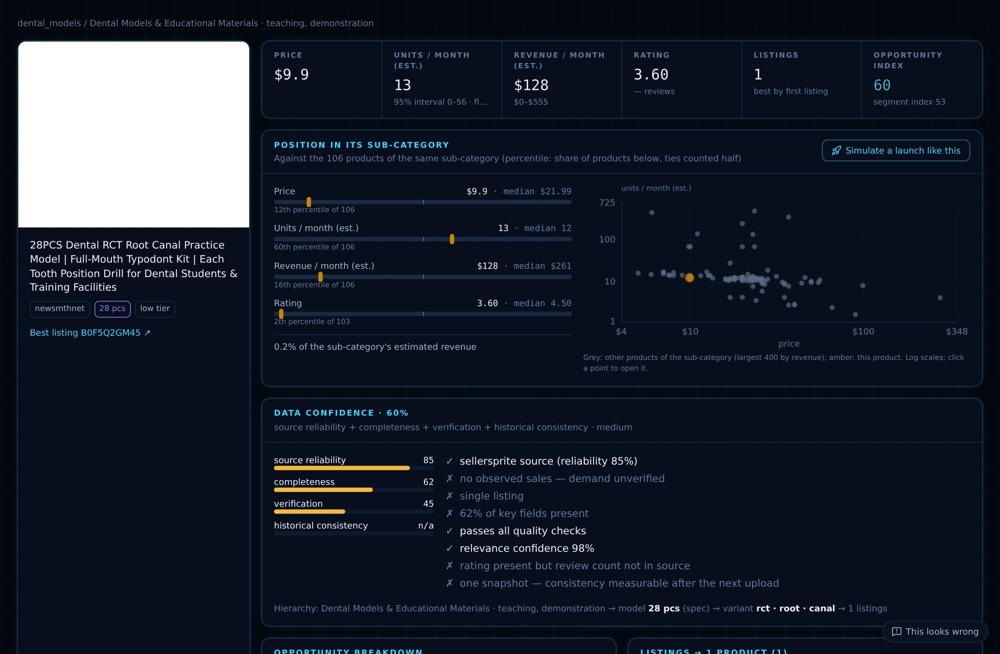 dental_models / Dental Models & Educational Materials · teaching, demonstration
28PCS Dental RCT Root Canal Practice
Model | Full-Mouth Typodont Kit | Each
Tooth Position Drill for Dental Students &
Training Facilities
newsmthnet
28 pcs
low tier
Best listing B0F5Q2GM45 ↗
PRICE
$9.9
UNITS / MONTH
(EST.)
13
95% interval 0–56 · fl…
REVENUE / MONTH
(EST.)
$128
$0–$555
RATING
3.60
— reviews
LISTINGS
1
best by first listing
OPPORTUNITY
INDEX
60
segment index 53
POSITION IN ITS SUB-CATEGORY
Against the 106 products of the same sub-category (percentile: share of products below, ties counted half)
Simulate a launch like this
Price $9.9 · median $21.99
12th percentile of 106
Units / month (est.) 13 · median 12
60th percentile of 106
Revenue / month (est.) $128 · median $261
16th percentile of 106
Rating 3.60 · median 4.50
2th percentile of 103
0.2% of the sub-category's estimated revenue
units / month (est.)
725
100
10
1
$4 $10 $100 $348
price
Grey: other products of the sub-category (largest 400 by revenue); amber: this product. Log scales; click
a point to open it.
DATA CONFIDENCE · 60%
source reliability + completeness + verification + historical consistency · medium
source reliability 85
completeness 62
verification 45
historical consistency n/a
✓ sellersprite source (reliability 85%)
✗ no observed sales — demand unverified
✗ single listing
✗ 62% of key fields present
✓ passes all quality checks
✓ relevance confidence 98%
✗ rating present but review count not in source
✗ one snapshot — consistency measurable after the next upload
Hierarchy: Dental Models & Educational Materials · teaching, demonstration → model 28 pcs (spec) → variant rct · root · canal → 1 listings
This looks wrong
OPPORTUNITY BREAKDOWN
LISTINGS → 1 PRODUCT (1)